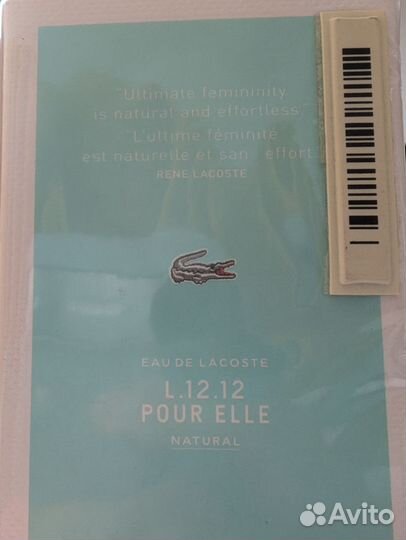 "Ultimate femininity
is natural and effortless"
"L'ultime féminité
est naturelle et san effort"
RENE LACOSTE
EAU DE LACOSTE
L.12.12
POUR ELLE
NATURAL
Avito